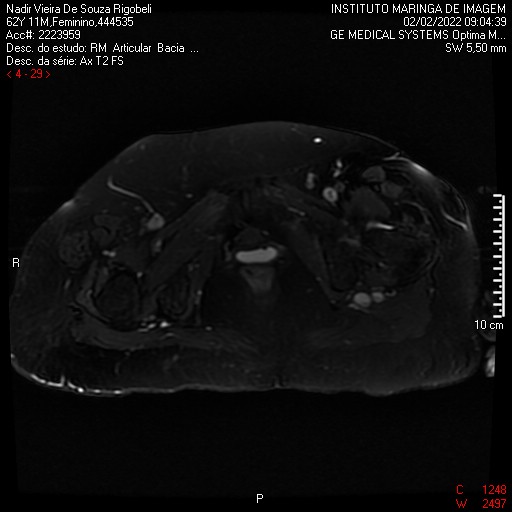 Nadir Vieira De Souza Rigobeli
62Y 11M,Feminino,444535
Acc#: 2223959
Desc. do estudo: RM Articular Bacia ...
Desc. da série: Ax T2 FS
< 4 - 29 >
INSTITUTO MARINGA DE IMAGEM
02/02/2022 09:04:39
GE MEDICAL SYSTEMS Optima M...
SW 5,50 mm
R
10 cm
P
C 1248
W 2497